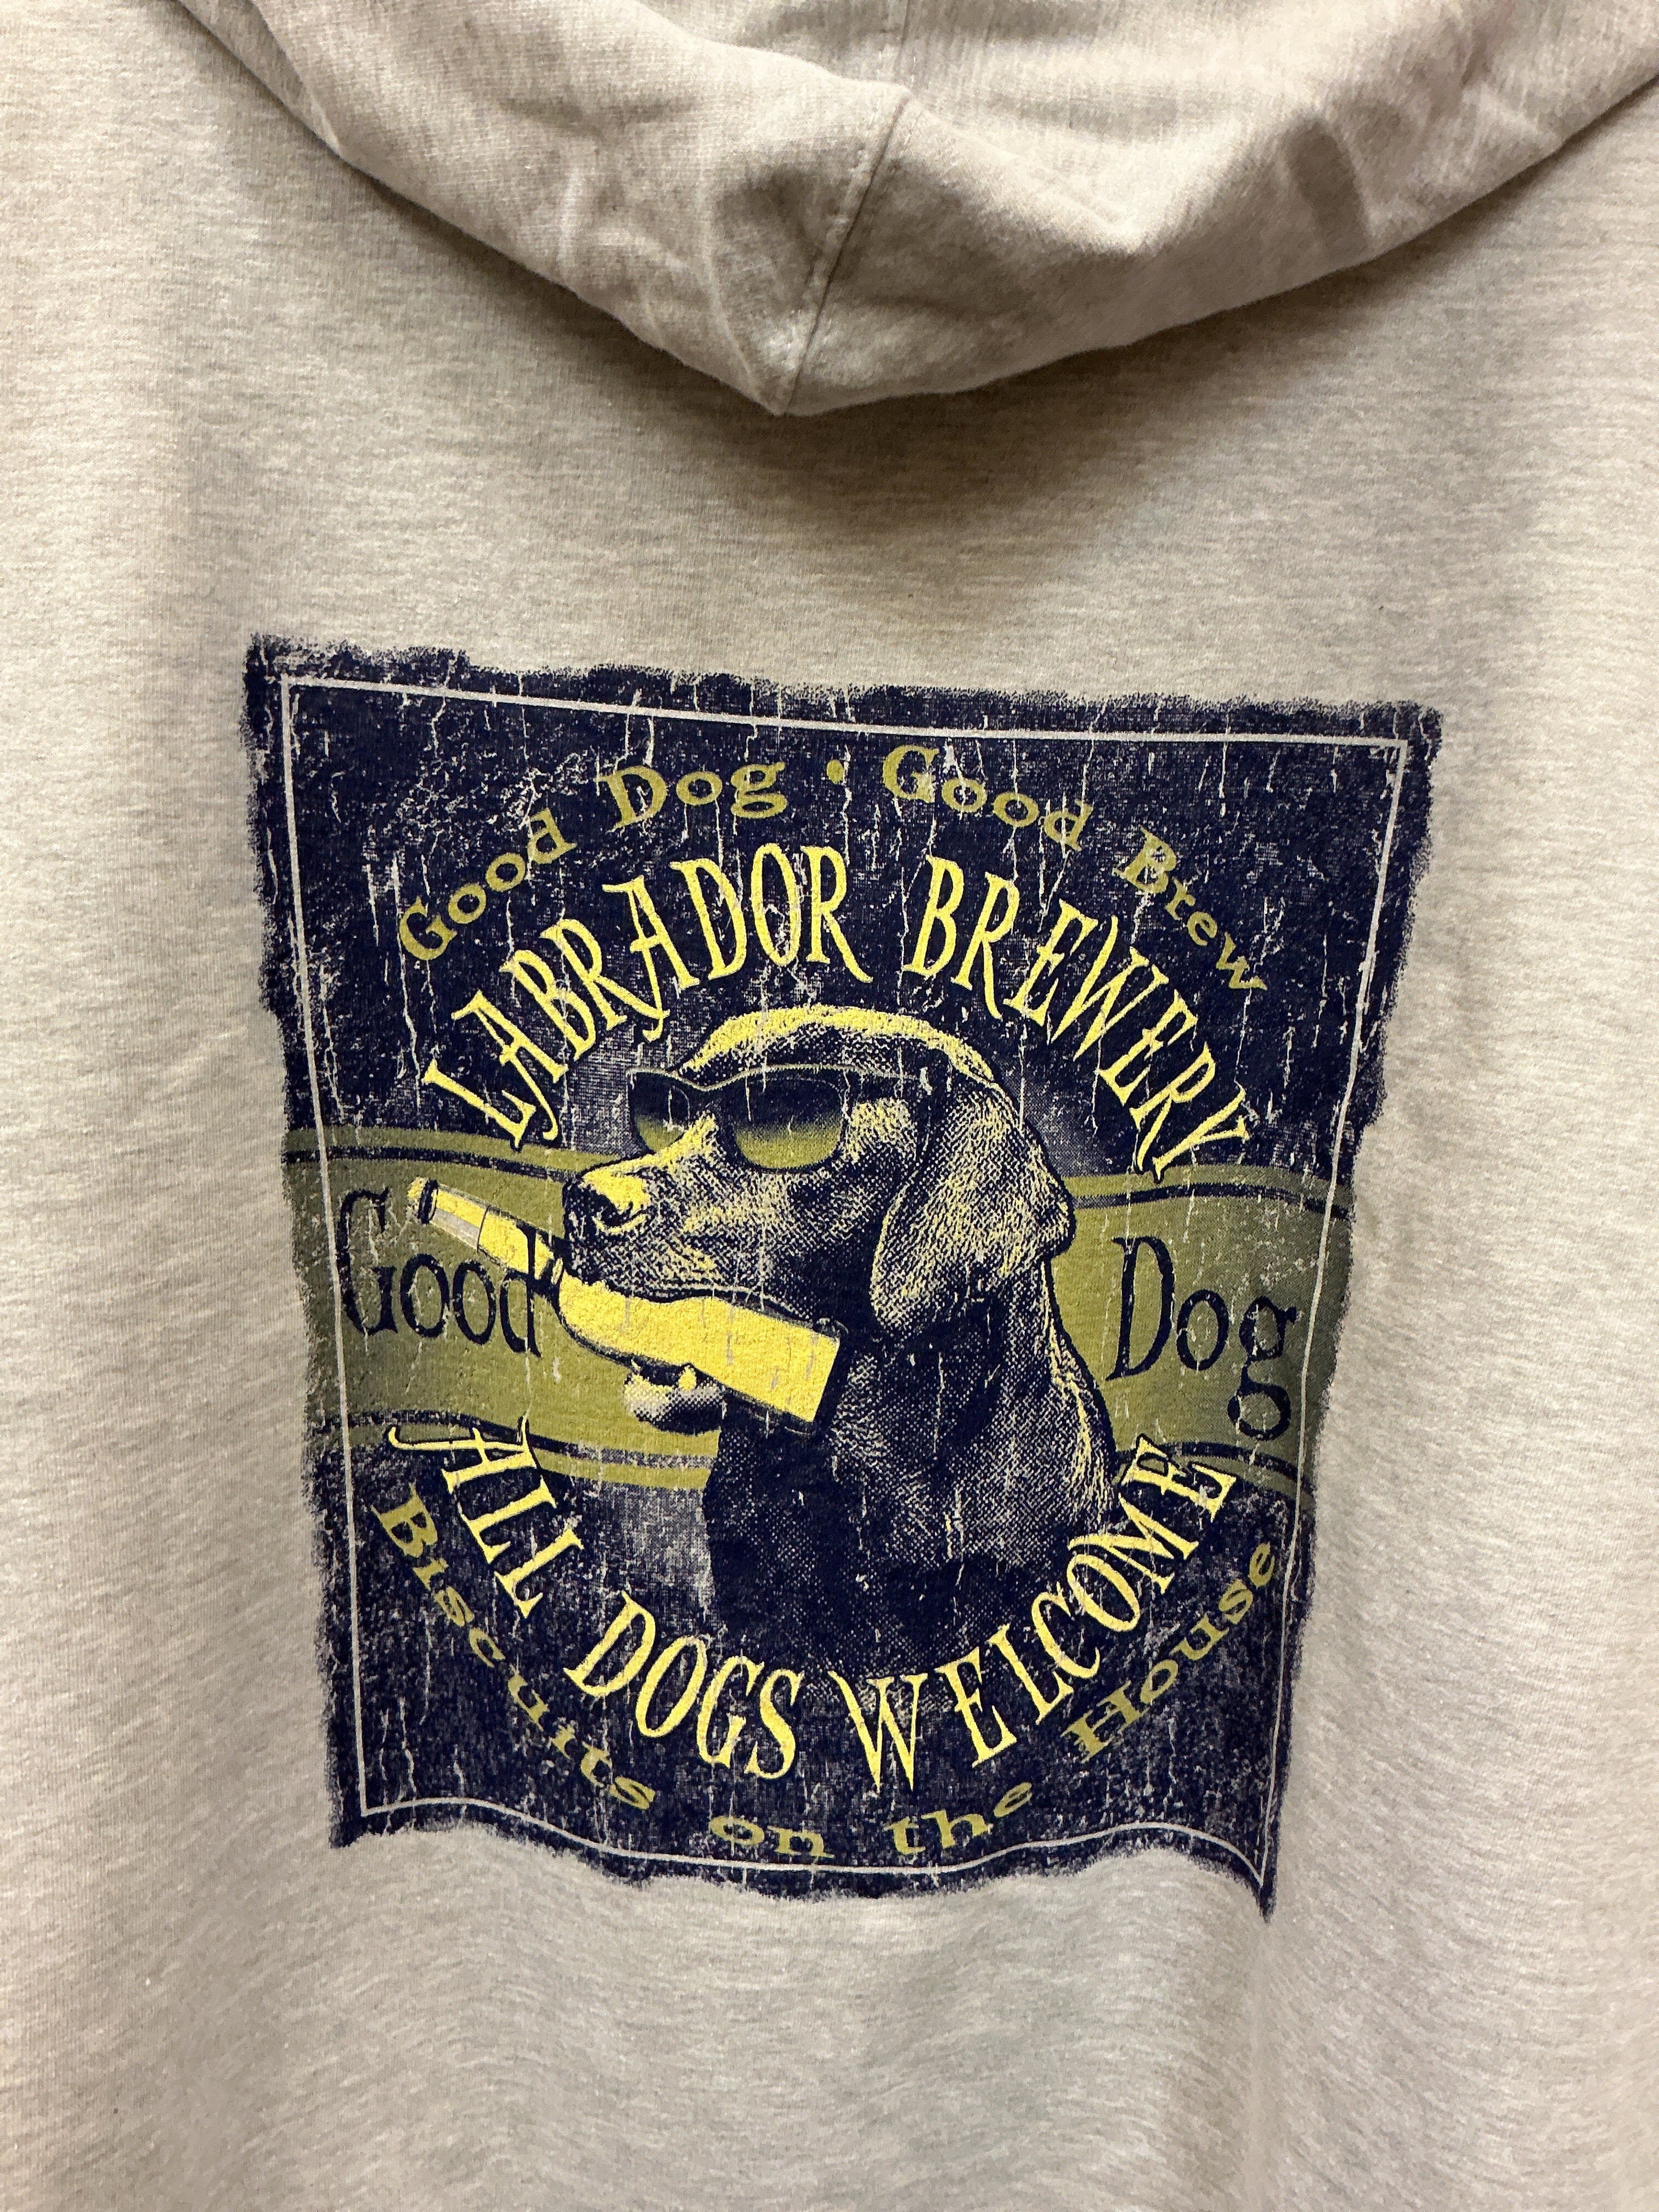 Good Dog • Good Brew
LABRADOR BREWERY
Good Dog
ALL DOGS WELCOME
Biscuits on the House